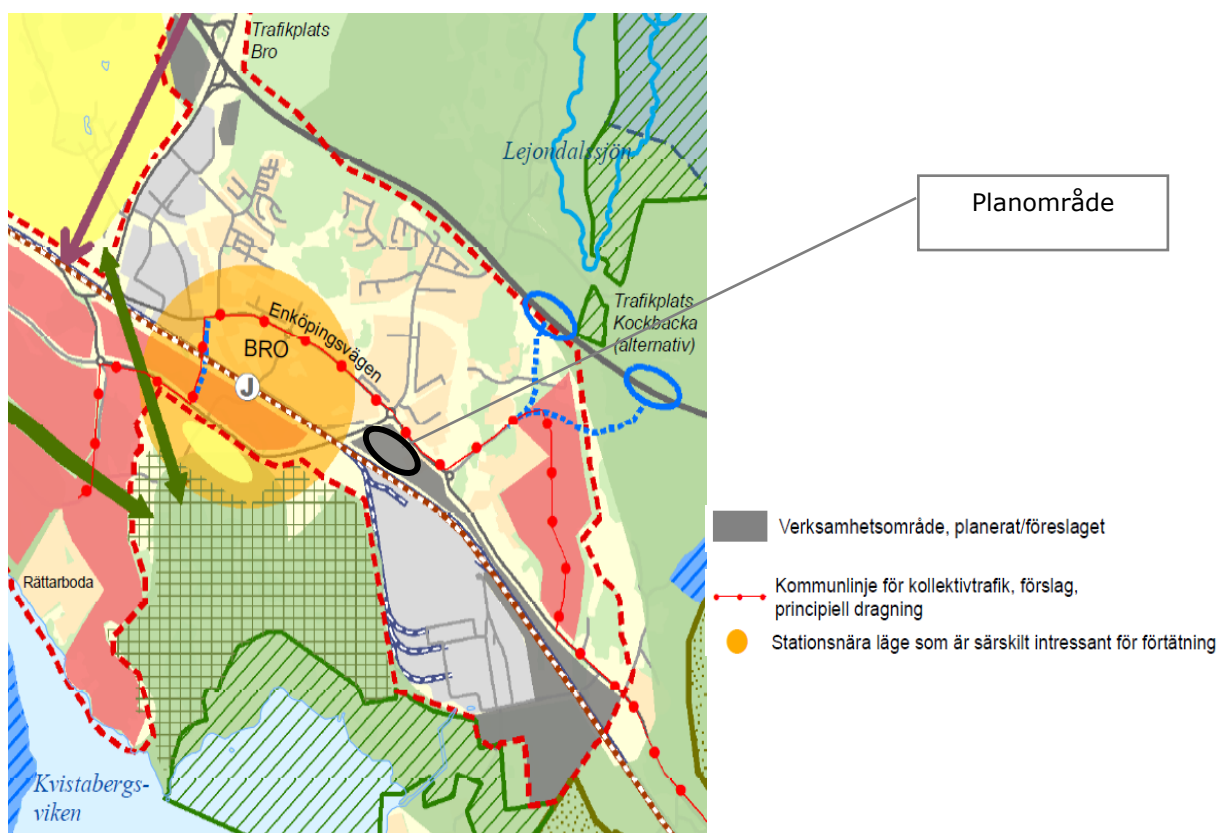 Trafikplats
Bro
Lejondalssjön
Planområde
Trafikplats
Kockbacka
(alternativ)
Enköpingsvägen
BRO
J
Rättarboda
Kvistabergs-
viken
Verksamhetsområde, planerat/föreslaget
Kommunlinje för kollektivtrafik, förslag,
principiell dragning
Stationsnära läge som är särskilt intressant för förtätning